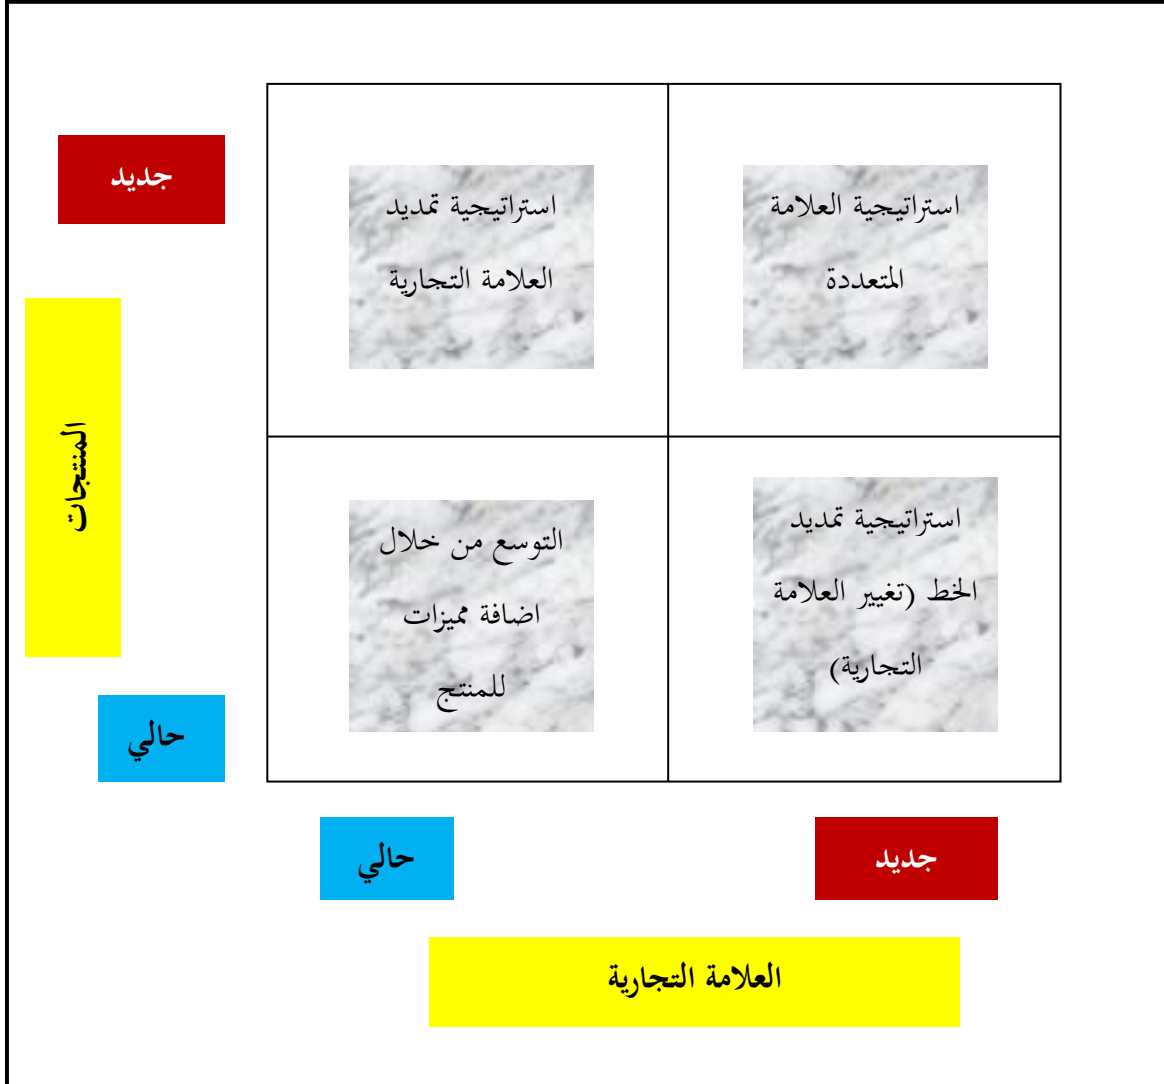 جديد
استراتيجية تمديد
العلامة التجارية
استراتيجية العلامة
المتعددة
المنتجات
التوسع من خلال
اضافة مميزات
للمنتج
استراتيجية تمديد
الخط (تغيير العلامة
التجارية)
حالي
حالي
جديد
العلامة التجارية